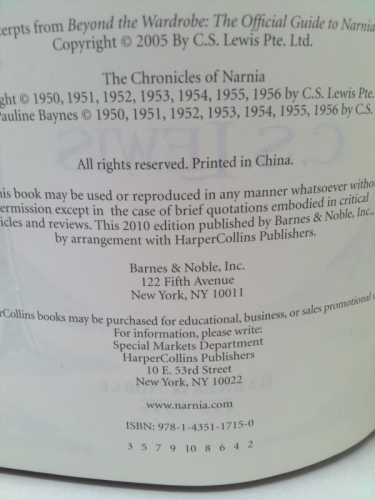 cerpts from Beyond the Wardrobe: The Official Guide to Narnia
Copyright © 2005 By C.S. Lewis Pte. Ltd.
The Chronicles of Narnia
ght © 1950, 1951, 1952, 1953, 1954, 1955, 1956 by C.S. Lewis Pte.
Pauline Baynes © 1950, 1951, 1952, 1953, 1954, 1955, 1956 by C.S.
All rights reserved. Printed in China.
his book may be used or reproduced in any manner whatsoever witho
ermission except in the case of brief quotations embodied in critical
icles and reviews. This 2010 edition published by Barnes & Noble, Inc.,
by arrangement with HarperCollins Publishers.
Barnes & Noble, Inc.
122 Fifth Avenue
New York, NY 10011
rCollins books may be purchased for educational, business, or sales promotional
For information, please write:
Special Markets Department
HarperCollins Publishers
10 E. 53rd Street
New York, NY 10022
www.narnia.com
ISBN: 978-1-4351-1715-0
3 5 7 9 10 8 6 4 2
C.S. LEWIS